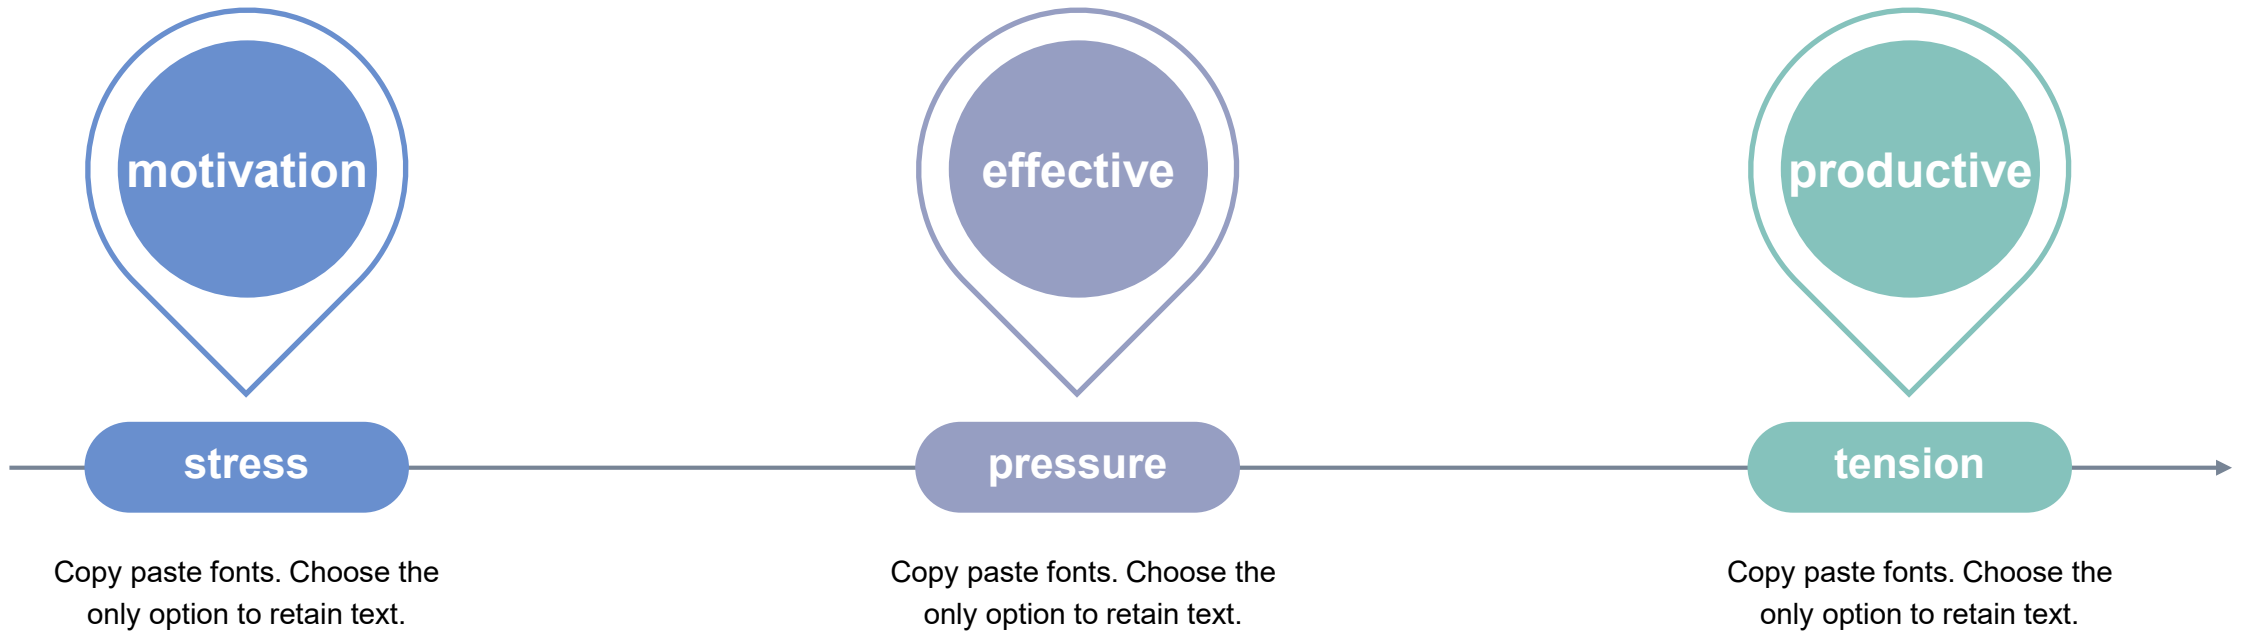 motivation
effective
productive
stress
pressure
tension
Copy paste fonts. Choose the
only option to retain text.
Copy paste fonts. Choose the
only option to retain text.
Copy paste fonts. Choose the
only option to retain text.